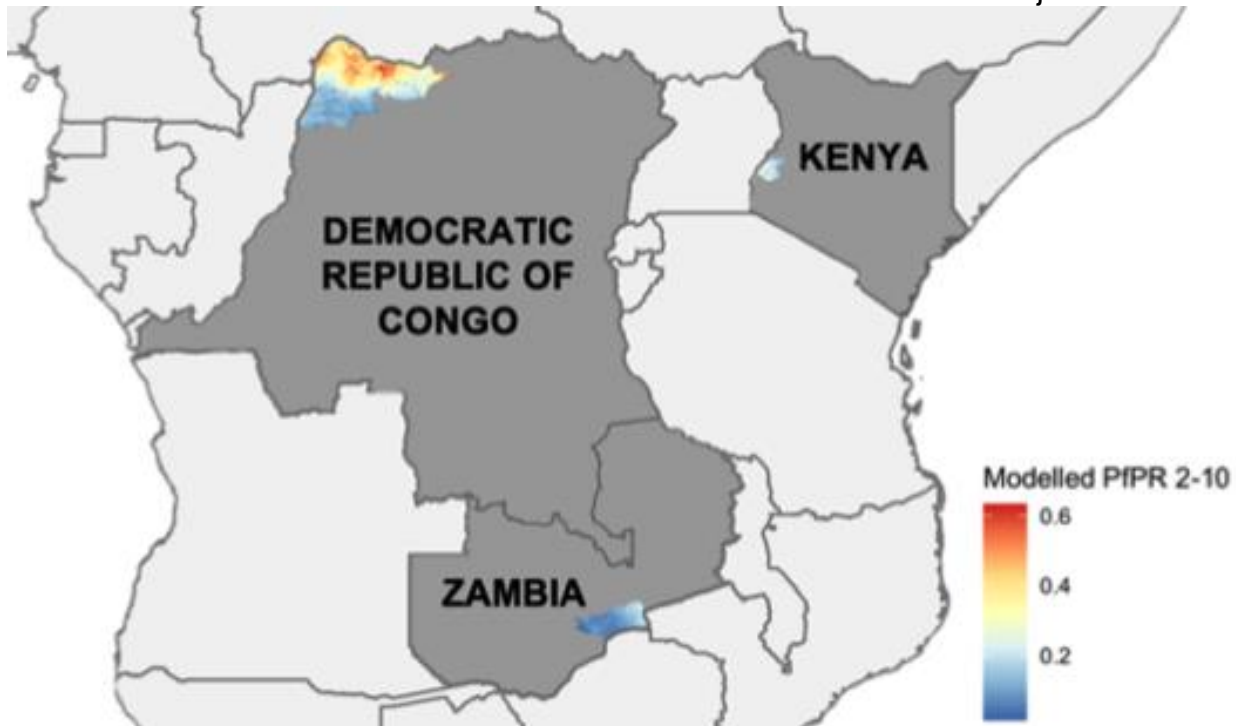 KENYA
DEMOCRATIC
REPUBLIC OF
CONGO
Modelled PfPR 2-10
0.6
0.4
ZAMBIA
0.2